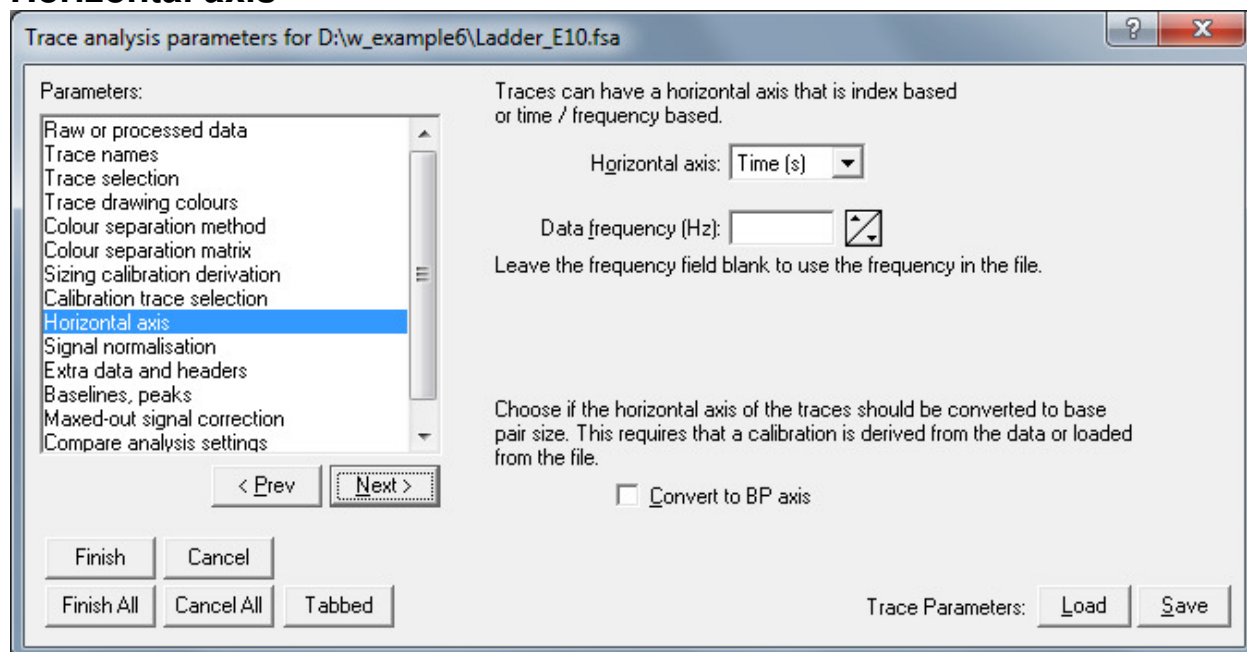 Horizontal axis
Trace analysis parameters for D:\w_example6\Ladder_E10.fsa
Parameters:
Raw or processed data
Trace names
Trace selection
Trace drawing colours
Colour separation method
Colour separation matrix
Sizing calibration derivation
Calibration trace selection
Horizontal axis
Signal normalisation
Extra data and headers
Baselines, peaks
Maxed-out signal correction
Compare analysis settings
< Prev
Next >
Finish
Cancel
Finish All
Cancel All
Tabbed
Traces can have a horizontal axis that is index based
or time / frequency based.
Horizontal axis: Time (s)
Data frequency (Hz):
Leave the frequency field blank to use the frequency in the file.
Choose if the horizontal axis of the traces should be converted to base
pair size. This requires that a calibration is derived from the data or loaded
from the file.
Convert to BP axis
Trace Parameters: Load Save